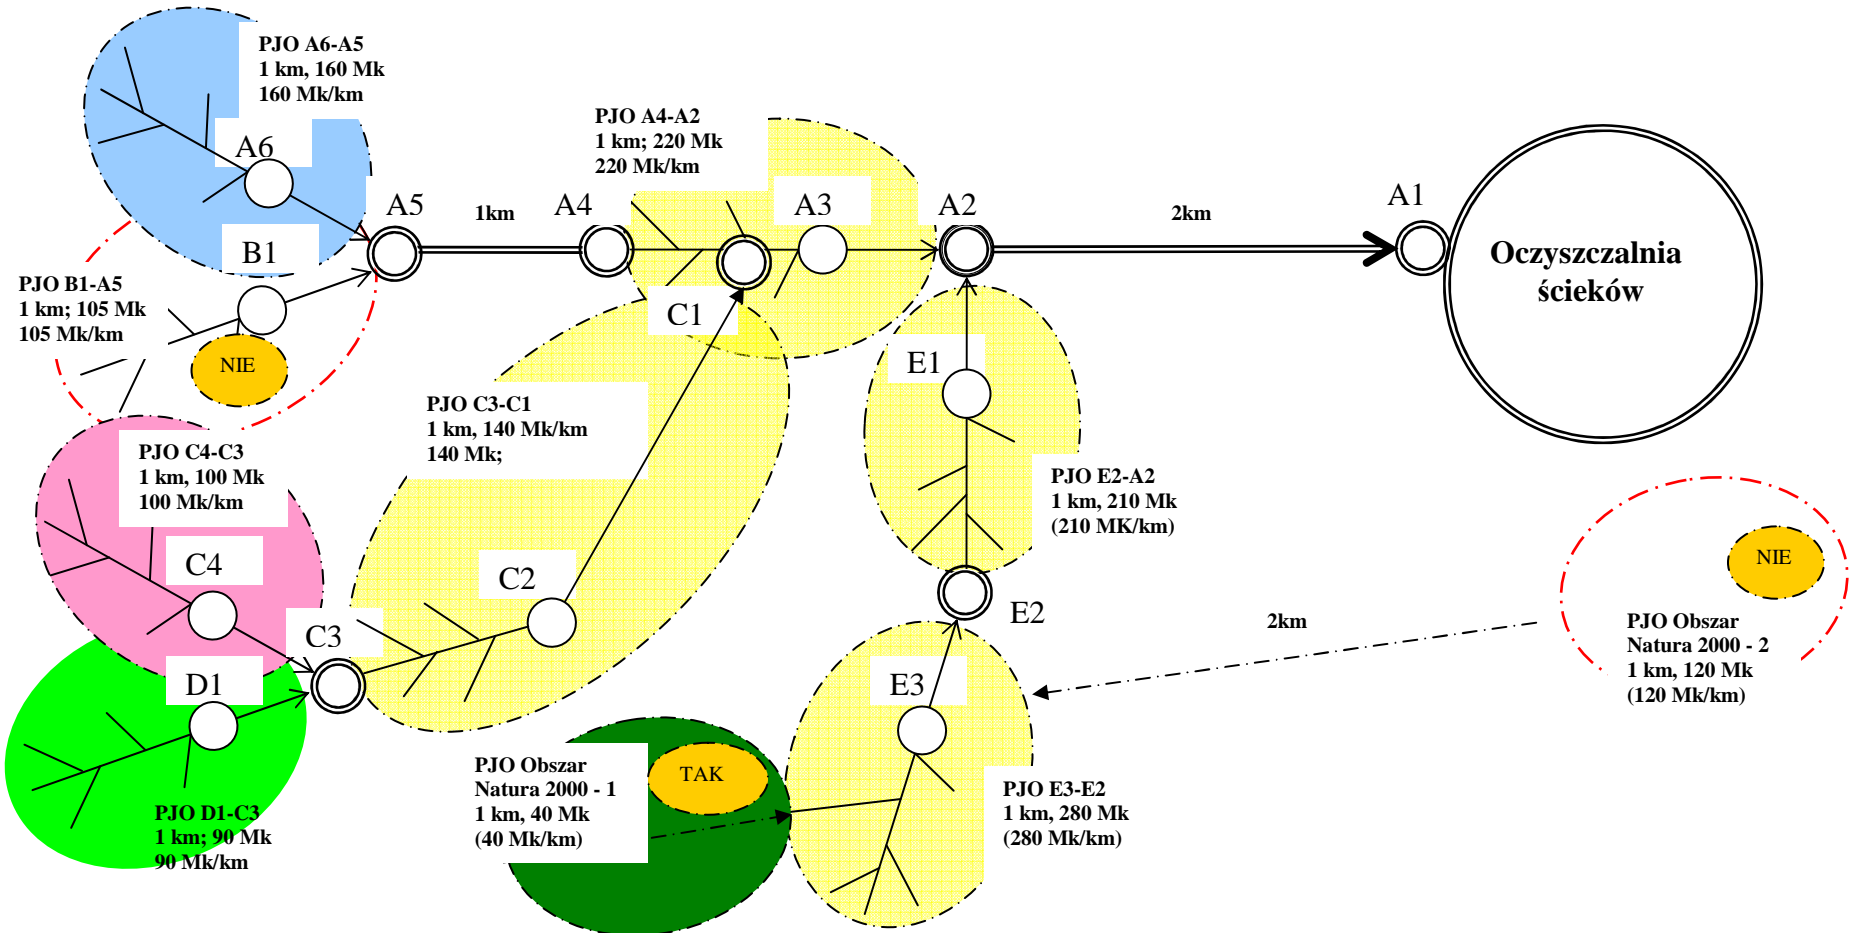 PJO A6-A5
1 km, 160 Mk
160 Mk/km
A6
B1
PJO B1-A5
1 km; 105 Mk
105 Mk/km
NIE
A5
1km
A4
PJO A4-A2
1 km; 220 Mk
220 Mk/km
A3
A2
2km
A1
Oczyszczalnia
ścieków
C1
E1
PJO C3-C1
1 km, 140 Mk/km
140 Mk;
PJO C4-C3
1 km, 100 Mk
100 Mk/km
C4
C3
C2
D1
PJO D1-C3
1 km; 90 Mk
90 Mk/km
PJO E2-A2
1 km, 210 Mk
(210 MK/km)
E2
2km
NIE
PJO Obszar
Natura 2000 - 2
1 km, 120 Mk
(120 Mk/km)
E3
PJO Obszar
Natura 2000 - 1
1 km, 40 Mk
(40 Mk/km)
TAK
PJO E3-E2
1 km, 280 Mk
(280 Mk/km)